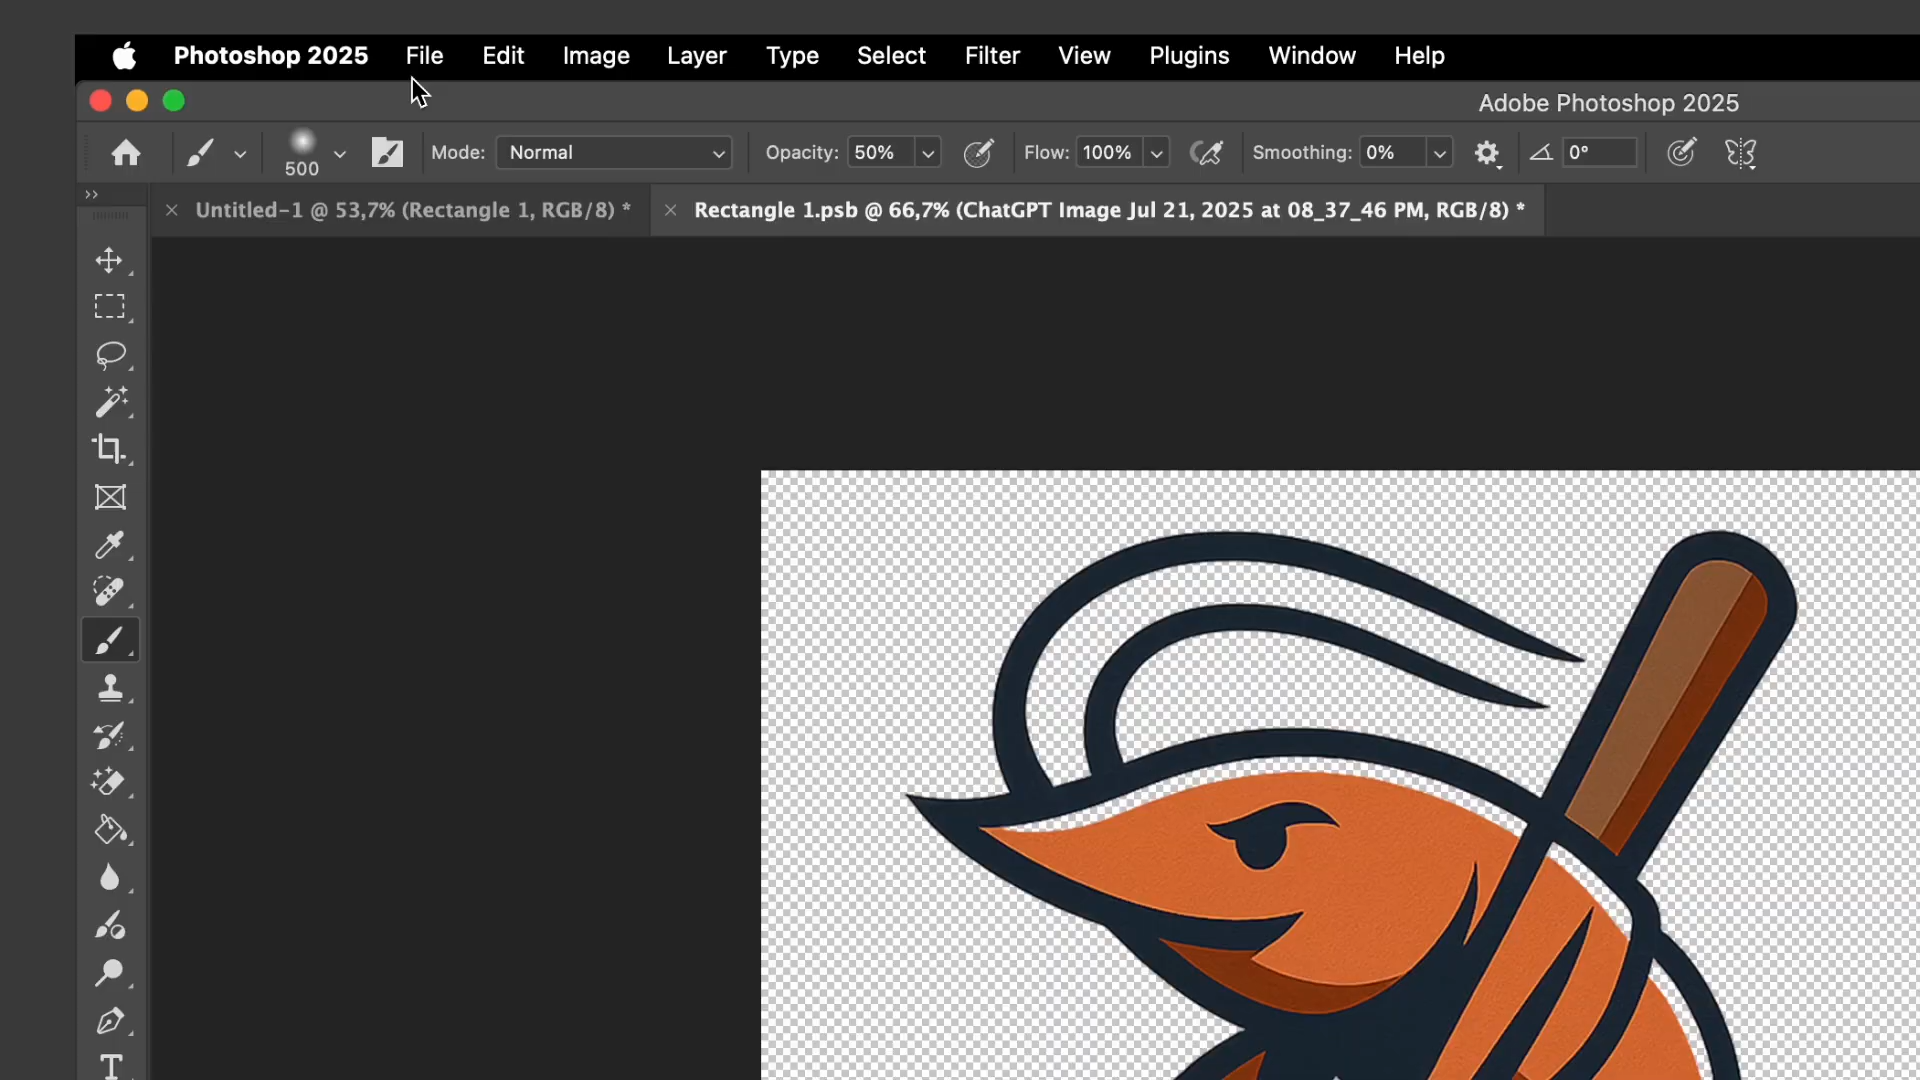 Photoshop 2025 File Edit Image Layer Type Select Filter View Plugins Window Help
Adobe Photoshop 2025
500 Mode: Normal Opacity: 50% Flow: 100% Smoothing: 0% 0°
Untitled-1 @ 53,7% (Rectangle 1, RGB/8) * Rectangle 1.psb @ 66,7% (ChatGPT Image Jul 21, 2025 at 08_37_46 PM, RGB/8) *